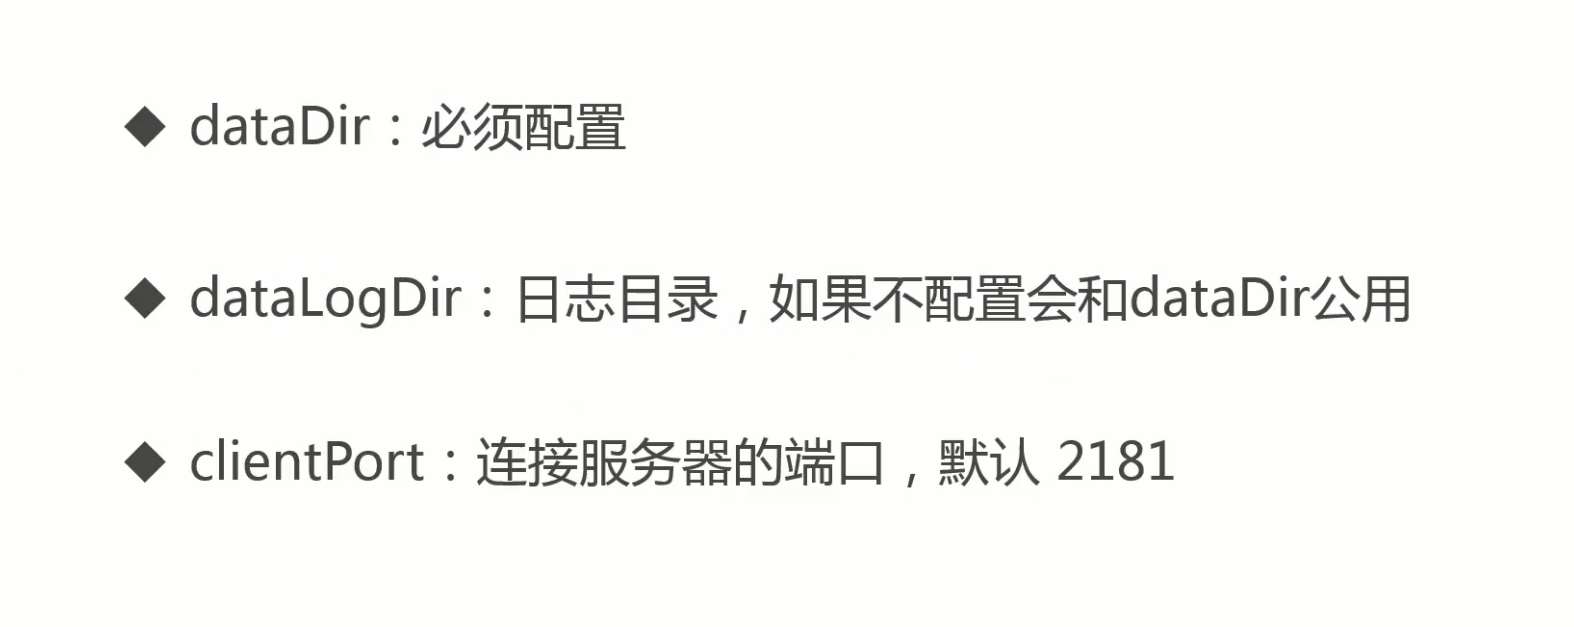 ◆ dataDir：必须配置
◆ dataLogDir：日志目录，如果不配置会和dataDir公用
◆ clientPort：连接服务器的端口，默认 2181